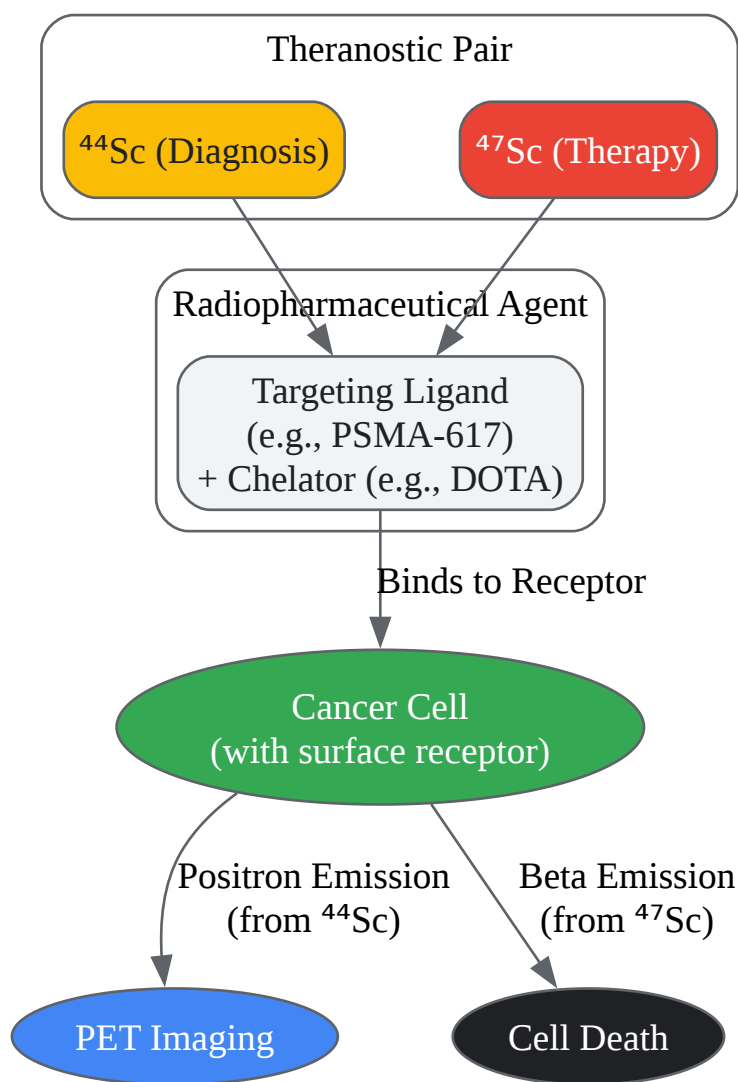 Theranostic Pair
⁴⁴Sc (Diagnosis)
⁴⁷Sc (Therapy)
Radiopharmaceutical Agent
Targeting Ligand
(e.g., PSMA-617)
+ Chelator (e.g., DOTA)
Binds to Receptor
Cancer Cell
(with surface receptor)
Positron Emission
(from ⁴⁴Sc)
Beta Emission
(from ⁴⁷Sc)
PET Imaging
Cell Death